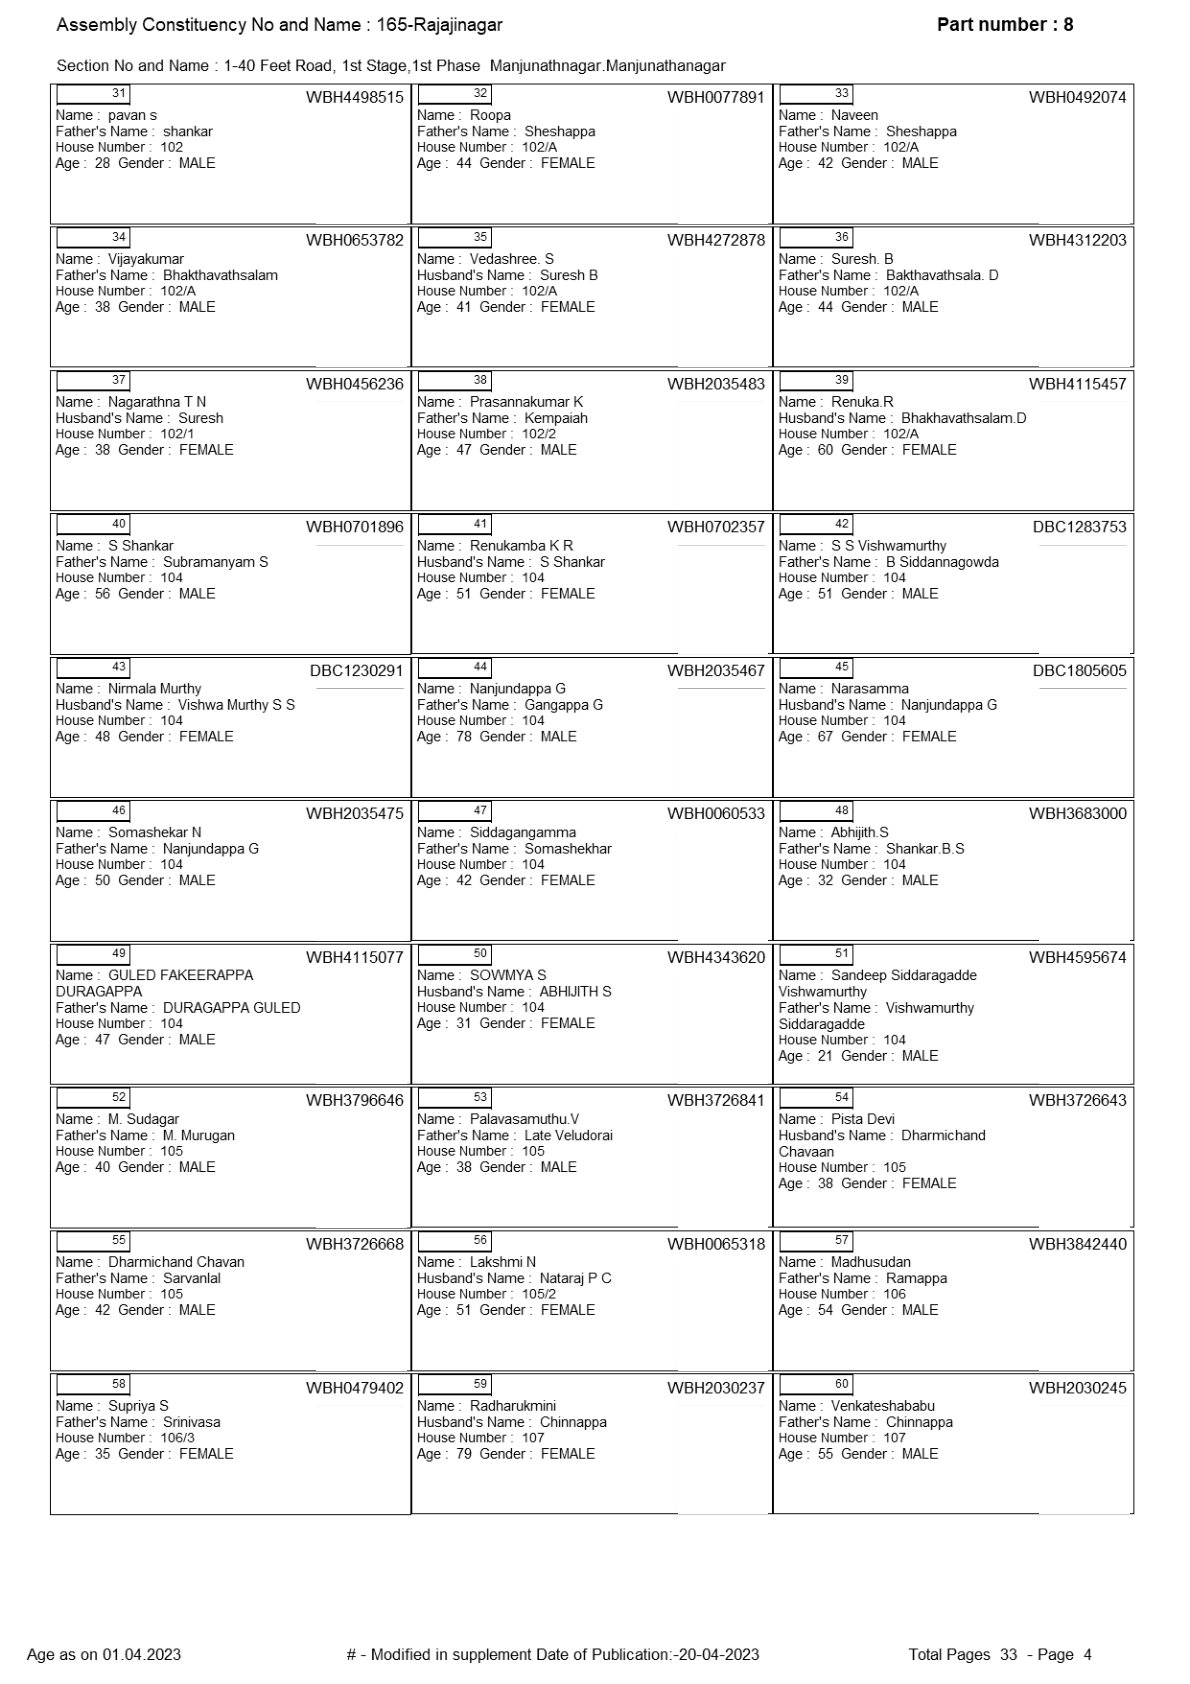 Assembly Constituency No and Name : 165-Rajajinagar
Part number : 8
Section No and Name : 1-40 Feet Road, 1st Stage,1st Phase Manjunathnagar.Manjunathanagar
31
WBH4498515
Name : pavan s
Father's Name : shankar
House Number : 102
Age : 28 Gender : MALE
32
WBH0077891
Name : Roopa
Father's Name : Sheshappa
House Number : 102/A
Age : 44 Gender : FEMALE
33
WBH0492074
Name : Naveen
Father's Name : Sheshappa
House Number : 102/A
Age : 42 Gender : MALE
34
WBH0653782
Name : Vijayakumar
Father's Name : Bhakthavathsalam
House Number : 102/A
Age : 38 Gender : MALE
35
WBH4272878
Name : Vedashree. S
Husband's Name : Suresh B
House Number : 102/A
Age : 41 Gender : FEMALE
36
WBH4312203
Name : Suresh. B
Father's Name : Bakthavathsala. D
House Number : 102/A
Age : 44 Gender : MALE
37
WBH0456236
Name : Nagarathna T N
Husband's Name : Suresh
House Number : 102/1
Age : 38 Gender : FEMALE
38
WBH2035483
Name : Prasannakumar K
Father's Name : Kempaiah
House Number : 102/2
Age : 47 Gender : MALE
39
WBH4115457
Name : Renuka.R
Husband's Name : Bhakhavathsalam.D
House Number : 102/A
Age : 60 Gender : FEMALE
40
WBH0701896
Name : S Shankar
Father's Name : Subramanyam S
House Number : 104
Age : 56 Gender : MALE
41
WBH0702357
Name : Renukamba K R
Husband's Name : S Shankar
House Number : 104
Age : 51 Gender : FEMALE
42
DBC1283753
Name : S S Vishwamurthy
Father's Name : B Siddannagowda
House Number : 104
Age : 51 Gender : MALE
43
DBC1230291
Name : Nirmala Murthy
Husband's Name : Vishwa Murthy S S
House Number : 104
Age : 48 Gender : FEMALE
44
WBH2035467
Name : Nanjundappa G
Father's Name : Gangappa G
House Number : 104
Age : 78 Gender : MALE
45
DBC1805605
Name : Narasamma
Husband's Name : Nanjundappa G
House Number : 104
Age : 67 Gender : FEMALE
46
WBH2035475
Name : Somashekar N
Father's Name : Nanjundappa G
House Number : 104
Age : 50 Gender : MALE
47
WBH0060533
Name : Siddagangamma
Father's Name : Somashekhar
House Number : 104
Age : 42 Gender : FEMALE
48
WBH3683000
Name : Abhijith.S
Father's Name : Shankar.B.S
House Number : 104
Age : 32 Gender : MALE
49
WBH4115077
Name : GULED FAKEERAPPA
DURAGAPPA
Father's Name : DURAGAPPA GULED
House Number : 104
Age : 47 Gender : MALE
50
WBH4343620
Name : SOWMYA S
Husband's Name : ABHIJITH S
House Number : 104
Age : 31 Gender : FEMALE
51
WBH4595674
Name : Sandeep Siddaragadde
Vishwamurthy
Father's Name : Vishwamurthy
Siddaragadde
House Number : 104
Age : 21 Gender : MALE
52
WBH3796646
Name : M. Sudagar
Father's Name : M. Murugan
House Number : 105
Age : 40 Gender : MALE
53
WBH3726841
Name : Palavasamuthu.V
Father's Name : Late Veludorai
House Number : 105
Age : 38 Gender : MALE
54
WBH3726643
Name : Pista Devi
Husband's Name : Dharmichand
Chavaan
House Number : 105
Age : 38 Gender : FEMALE
55
WBH3726668
Name : Dharmichand Chavan
Father's Name : Sarvanlal
House Number : 105
Age : 42 Gender : MALE
56
WBH0065318
Name : Lakshmi N
Husband's Name : Nataraj P C
House Number : 105/2
Age : 51 Gender : FEMALE
57
WBH3842440
Name : Madhusudan
Father's Name : Ramappa
House Number : 106
Age : 54 Gender : MALE
58
WBH0479402
Name : Supriya S
Father's Name : Srinivasa
House Number : 106/3
Age : 35 Gender : FEMALE
59
WBH2030237
Name : Radharukmini
Husband's Name : Chinnappa
House Number : 107
Age : 79 Gender : FEMALE
60
WBH2030245
Name : Venkateshababu
Father's Name : Chinnappa
House Number : 107
Age : 55 Gender : MALE
Age as on 01.04.2023
# - Modified in supplement Date of Publication:-20-04-2023
Total Pages 33 - Page 4